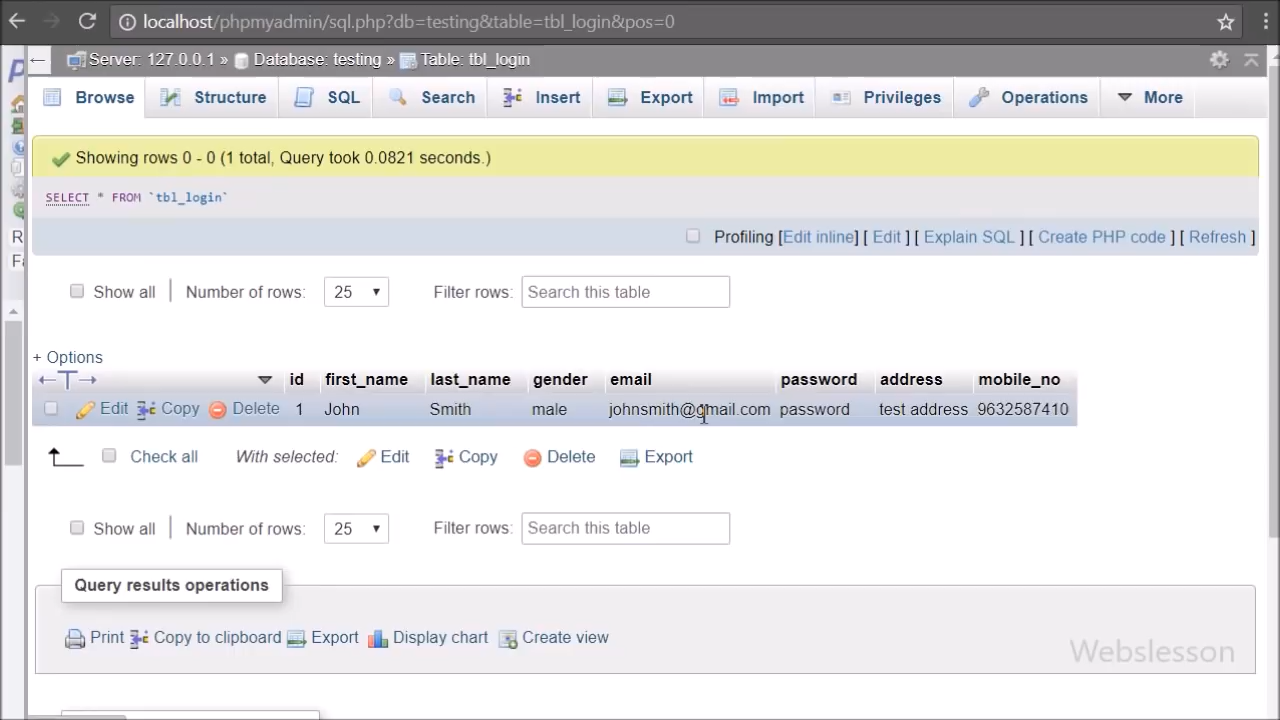 localhost/phpmyadmin/sql.php?db=testing&table=tbl_login&pos=0
Server: 127.0.0.1 » Database: testing » Table: tbl_login
Browse Structure SQL Search Insert Export Import Privileges Operations More
Showing rows 0 - 0 (1 total, Query took 0.0821 seconds.)
SELECT * FROM `tbl_login`
Profiling [Edit inline] [ Edit ] [ Explain SQL ] [ Create PHP code ] [ Refresh ]
Show all Number of rows: 25 Filter rows: Search this table
+ Options
id first_name last_name gender email password address mobile_no
Edit Copy Delete 1 John Smith male johnsmith@gmail.com password test address 9632587410
Check all With selected: Edit Copy Delete Export
Show all Number of rows: 25 Filter rows: Search this table
Query results operations
Print Copy to clipboard Export Display chart Create view
Webslesson